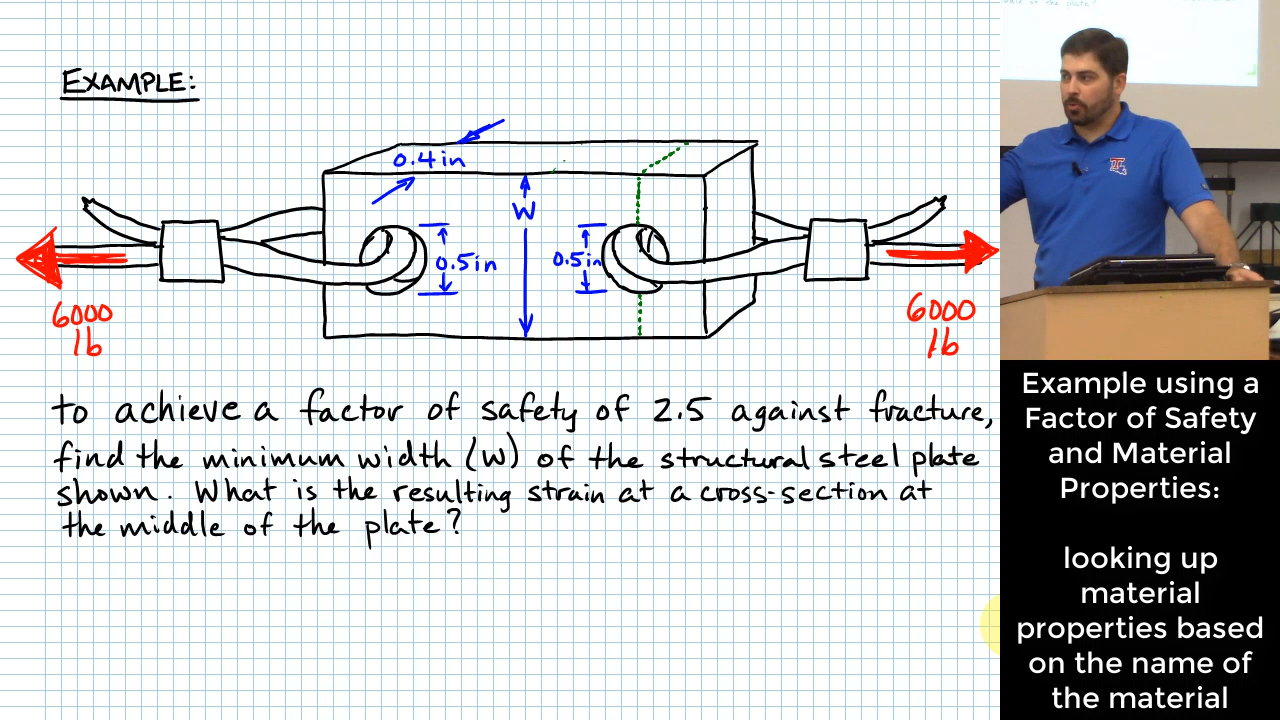 EXAMPLE:
0.4in
W
0.5in
0.5in
6000
lb
6000
lb
to achieve a factor of safety of 2.5 against fracture,
find the minimum width (w) of the structural steel plate
shown. What is the resulting strain at a cross-section at
the middle of the plate?
Example using a
Factor of Safety
and Material
Properties:
looking up
material
properties based
on the name of
the material